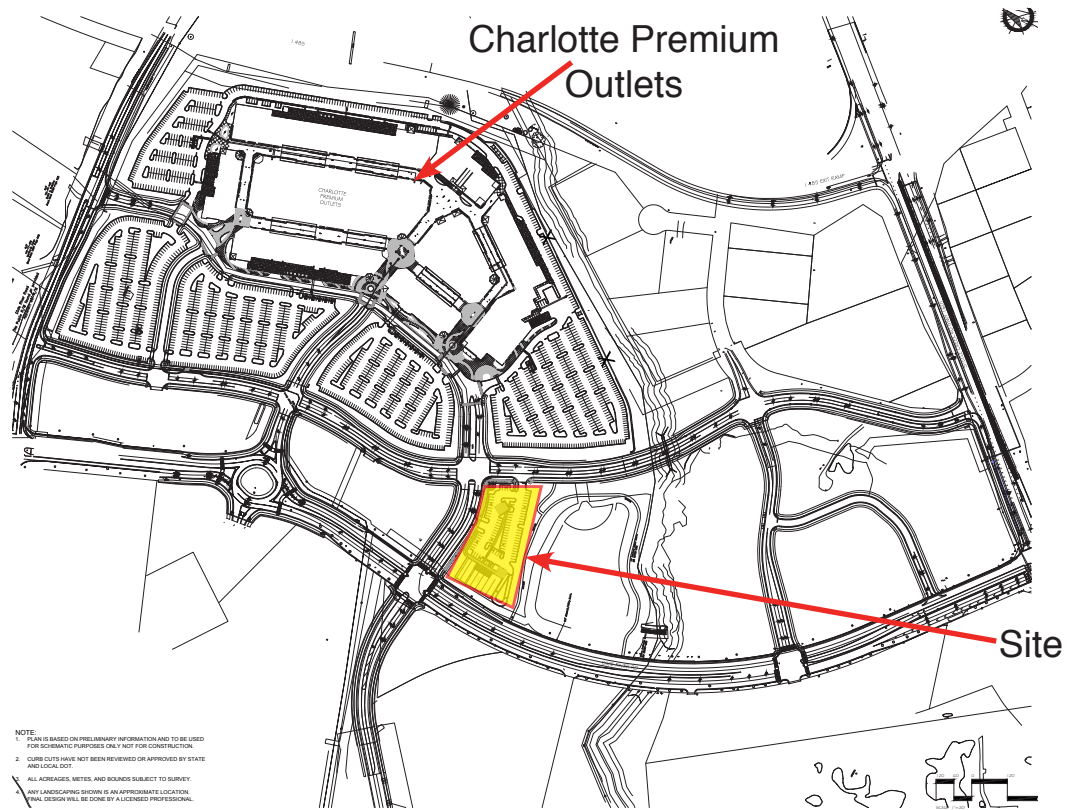 Charlotte Premium
Outlets
I 485
CHARLOTTE
PREMIUM
OUTLETS
I 485 EXIT RAMP
Site
NOTE:
1. PLAN IS BASED ON PRELIMINARY INFORMATION AND TO BE USED
FOR SCHEMATIC PURPOSES ONLY NOT FOR CONSTRUCTION.
2. CURB CUTS HAVE NOT BEEN REVIEWED OR APPROVED BY STATE
AND LOCAL DOT.
3. ALL ACREAGES, METES, AND BOUNDS SUBJECT TO SURVEY.
4. ANY LANDSCAPING SHOWN IS AN APPROXIMATE LOCATION.
FINAL DESIGN WILL BE DONE BY A LICENSED PROFESSIONAL.